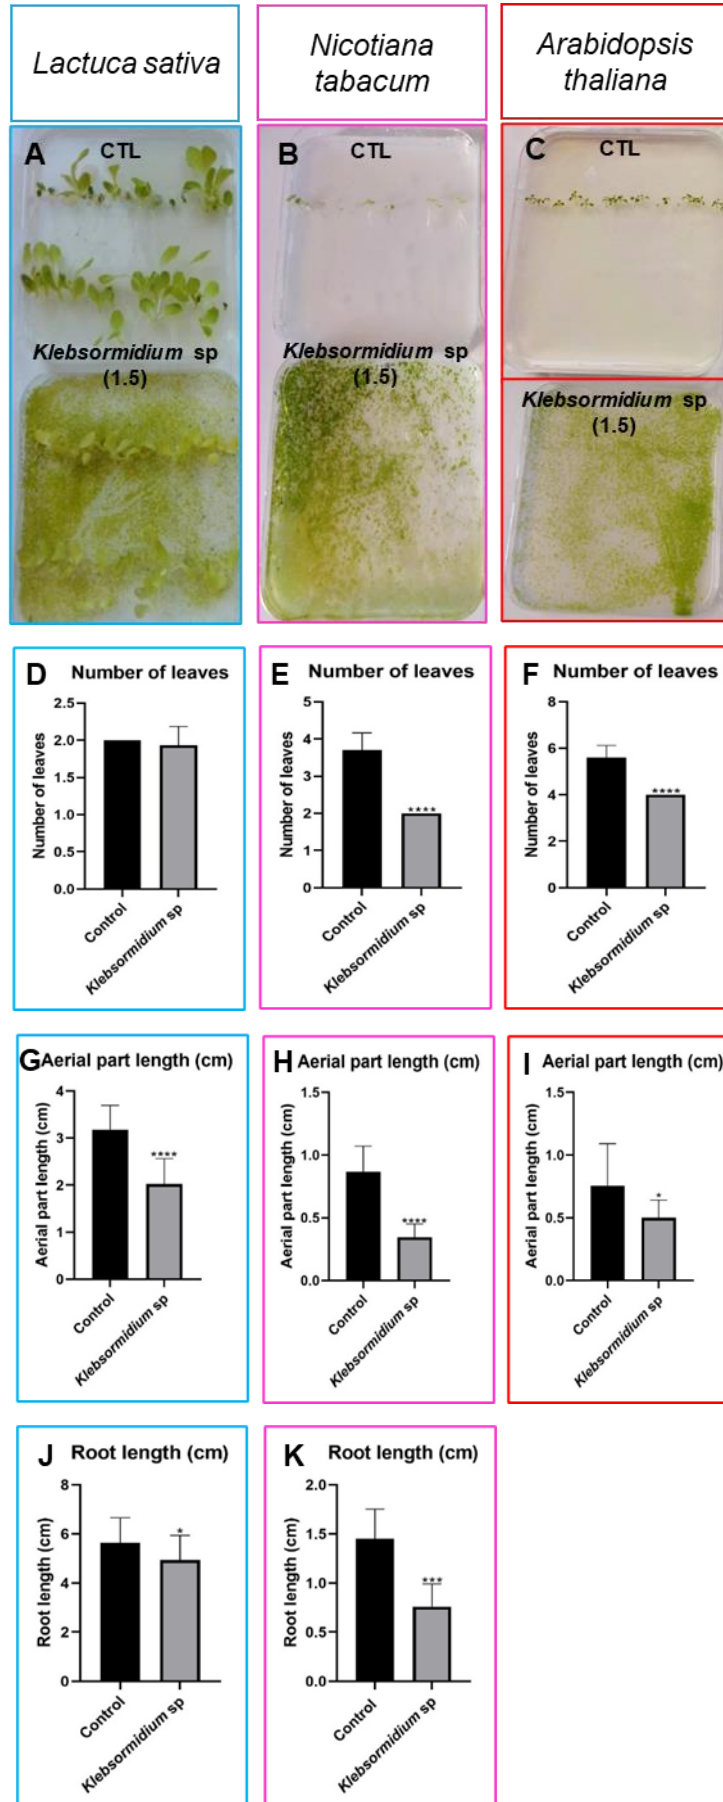 Lactuca sativa
Nicotiana
tabacum
Arabidopsis
thaliana
A
CTL
B
CTL
C
CTL
Klebsormidium sp
(1.5)
Klebsormidium sp
(1.5)
Klebsormidium sp
(1.5)
D
Number of leaves
Number of leaves
2.5
2.0
1.5
1.0
0.5
0.0
Control
Klebsormidium sp
E
Number of leaves
Number of leaves
5
4
3
2
1
0
****
Control
Klebsormidium sp
F
Number of leaves
Number of leaves
8
6
4
2
0
****
Control
Klebsormidium sp
G
Aerial part length (cm)
Aerial part length (cm)
4
3
2
1
0
****
Control
Klebsormidium sp
H
Aerial part length (cm)
Aerial part length (cm)
1.5
1.0
0.5
0.0
****
Control
Klebsormidium sp
I
Aerial part length (cm)
Aerial part length (cm)
1.5
1.0
0.5
0.0
*
Control
Klebsormidium sp
J
Root length (cm)
Root length (cm)
8
6
4
2
0
*
Control
Klebsormidium sp
K
Root length (cm)
Root length (cm)
2.0
1.5
1.0
0.5
0.0
***
Control
Klebsormidium sp